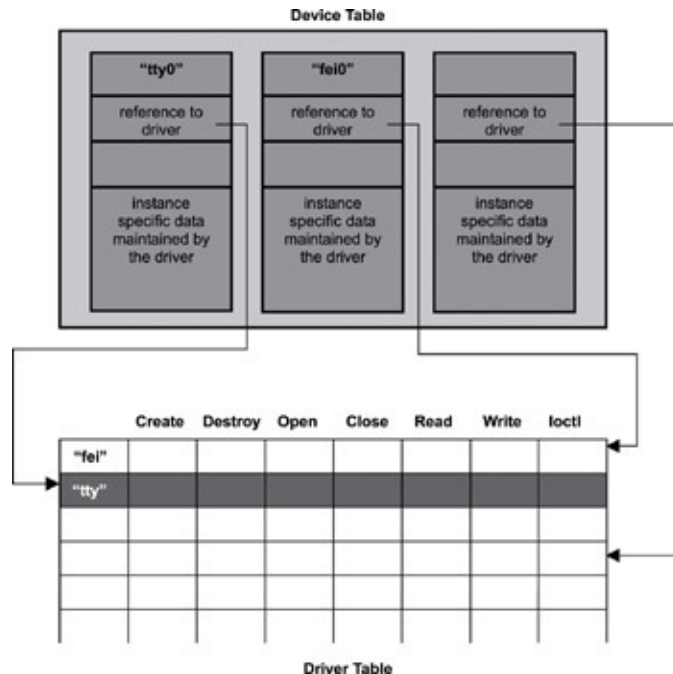 Device Table
“tty0”
reference to
driver
instance
specific data
maintained by
the driver
“fei0”
reference to
driver
instance
specific data
maintained by
the driver
reference to
driver
instance
specific data
maintained by
the driver
Create Destroy Open Close Read Write Ioctl
“fei”
“tty”
Driver Table